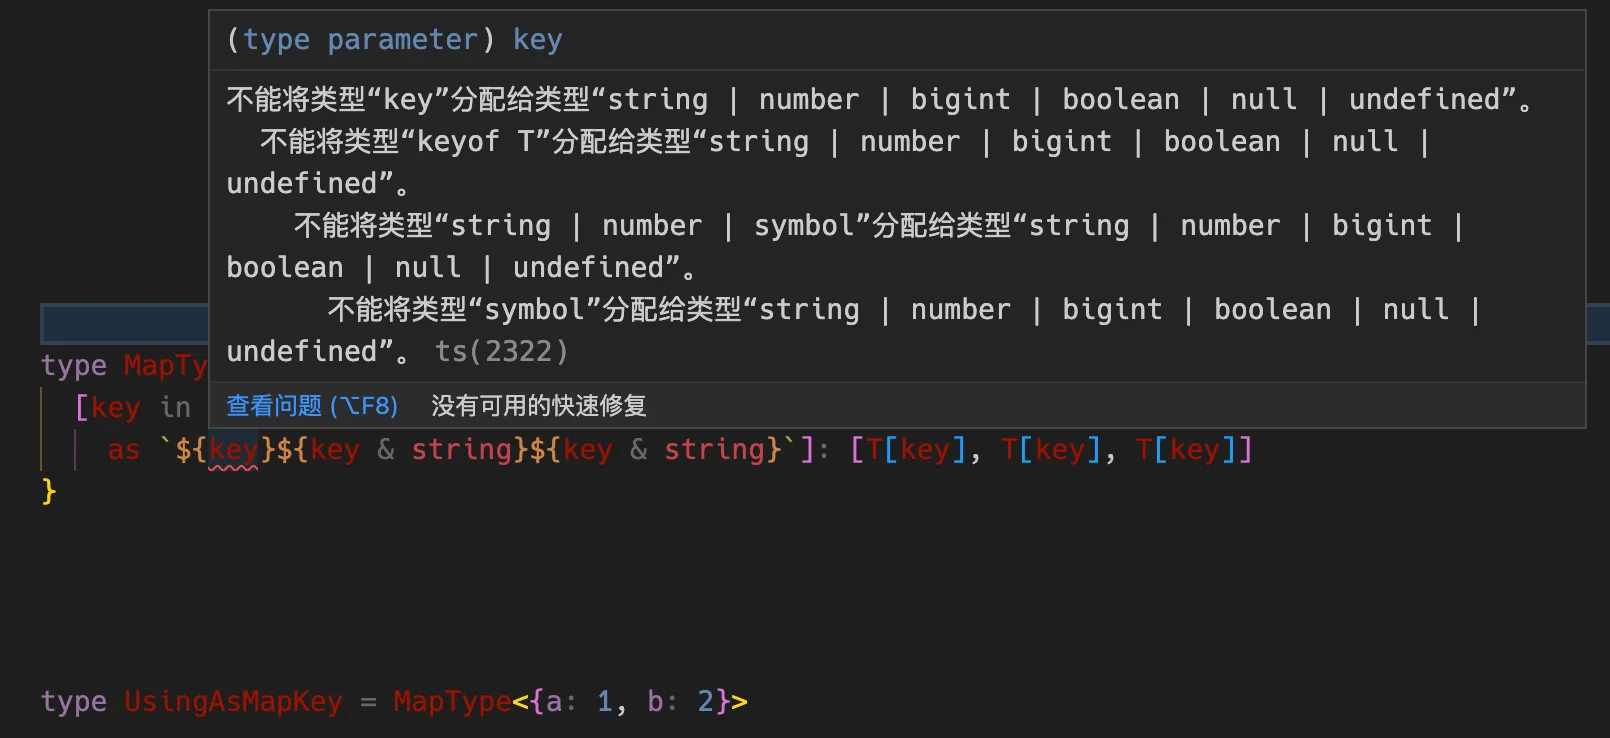 (type parameter) key
不能将类型“key”分配给类型“string | number | bigint | boolean | null | undefined”。
不能将类型“keyof T”分配给类型“string | number | bigint | boolean | null |
undefined”。
不能将类型“string | number | symbol”分配给类型“string | number | bigint |
boolean | null | undefined”。
不能将类型“symbol”分配给类型“string | number | bigint | boolean | null |
undefined”。 ts(2322)
type MapTy
[key in
查看问题 (⌥F8) 没有可用的快速修复
as `${key}${key & string}${key & string}`]: [T[key], T[key], T[key]]
}
type UsingAsMapKey = MapType<{a: 1, b: 2}>